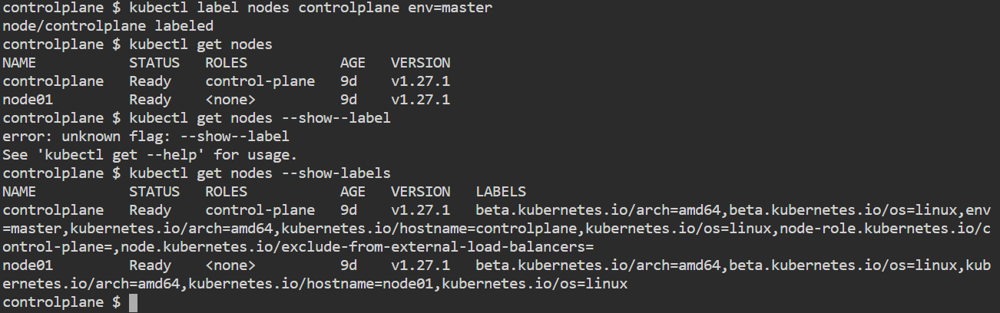 controlplane $ kubectl label nodes controlplane env=master
node/controlplane labeled
controlplane $ kubectl get nodes
NAME           STATUS   ROLES           AGE   VERSION
controlplane   Ready    control-plane   9d    v1.27.1
node01         Ready    <none>          9d    v1.27.1
controlplane $ kubectl get nodes --show--label
error: unknown flag: --show--label
See 'kubectl get --help' for usage.
controlplane $ kubectl get nodes --show-labels
NAME           STATUS   ROLES           AGE   VERSION   LABELS
controlplane   Ready    control-plane   9d    v1.27.1   beta.kubernetes.io/arch=amd64,beta.kubernetes.io/os=linux,env
=master,kubernetes.io/arch=amd64,kubernetes.io/hostname=controlplane,kubernetes.io/os=linux,node-role.kubernetes.io/c
ontrol-plane=,node.kubernetes.io/exclude-from-external-load-balancers=
node01         Ready    <none>          9d    v1.27.1   beta.kubernetes.io/arch=amd64,beta.kubernetes.io/os=linux,kub
ernetes.io/arch=amd64,kubernetes.io/hostname=node01,kubernetes.io/os=linux
controlplane $